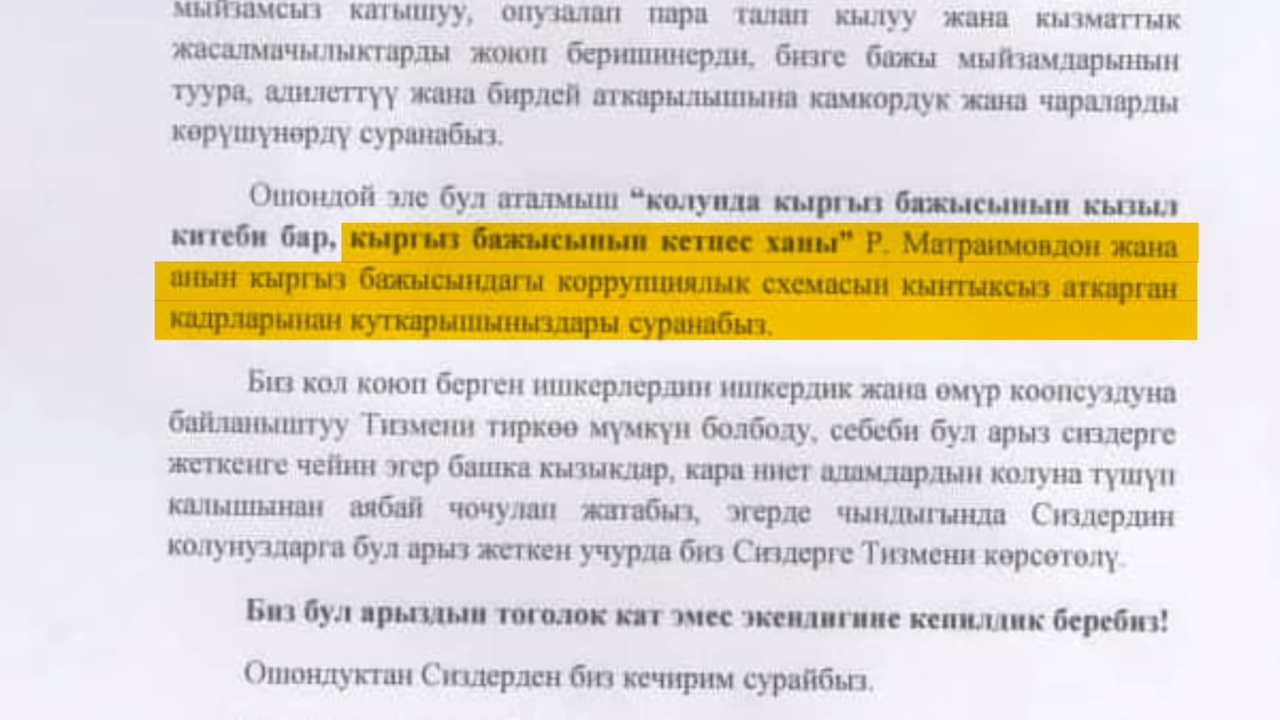 мыйзамсыз катышуу, опузалап пара талап кылуу жана кызматтык
жасалмачылыктарды жоюп беришинерди, бизге бажы мыйзамдарынын
туура, адилеттүү жана бирдей аткарылышына камкордук жана чараларды
көрүшүнөрдү суранабыз.
Ошондой эле бул аталмыш “колунда кыргыз бажысынын кызыл
китеби бар, кыргыз бажысынын кетпес ханы” Р. Матраимовдон жана
анын кыргыз бажысындагы коррупциялык схемасын кынтыксыз аткарган
кадрларынан куткарышыныздары суранабыз.
Биз кол коюп берген ишкерлердин ишкердик жана өмүр коопсуздуна
байланыштуу Тизмени тиркөө мүмкүн болбоду, себеби бул арыз сиздерге
жеткенге чейин эгер башка кызыкдар, кара ниет адамдардын колуна түшүп
калышынан аябай чочулап жатабыз, эгерде чындыгында Сиздердин
колунуздарга бул арыз жеткен учурда биз Сиздерге Тизмени көрсөтөлү.
Биз бул арыздын тоголок кат эмес экендигине кепилдик беребиз!
Ошондуктан Сиздерден биз кечирим сурайбыз.